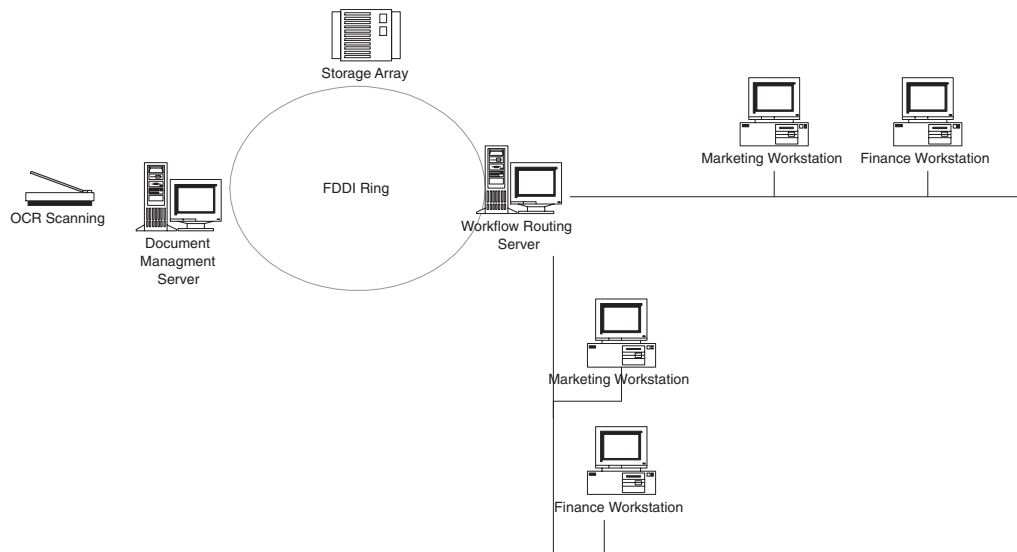 Storage Array
Marketing Workstation
Finance Workstation
FDDI Ring
OCR Scanning
Workflow Routing
Server
Document
Managment
Server
Marketing Workstation
Finance Workstation